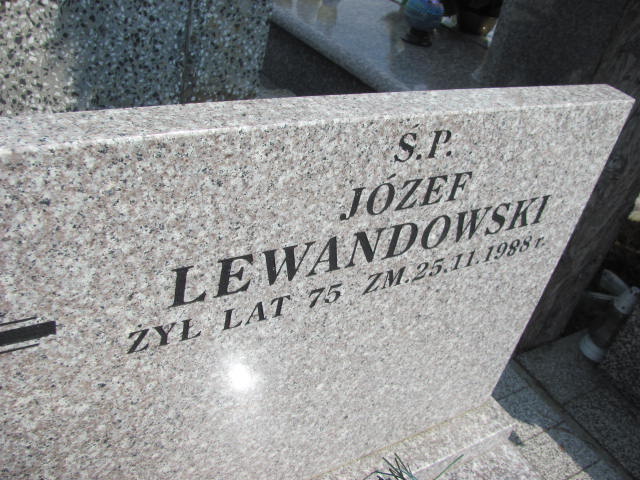 Ś.P.
JÓZEF
LEWANDOWSKI
ŻYŁ LAT 75 ZM. 25.11.1988 r.